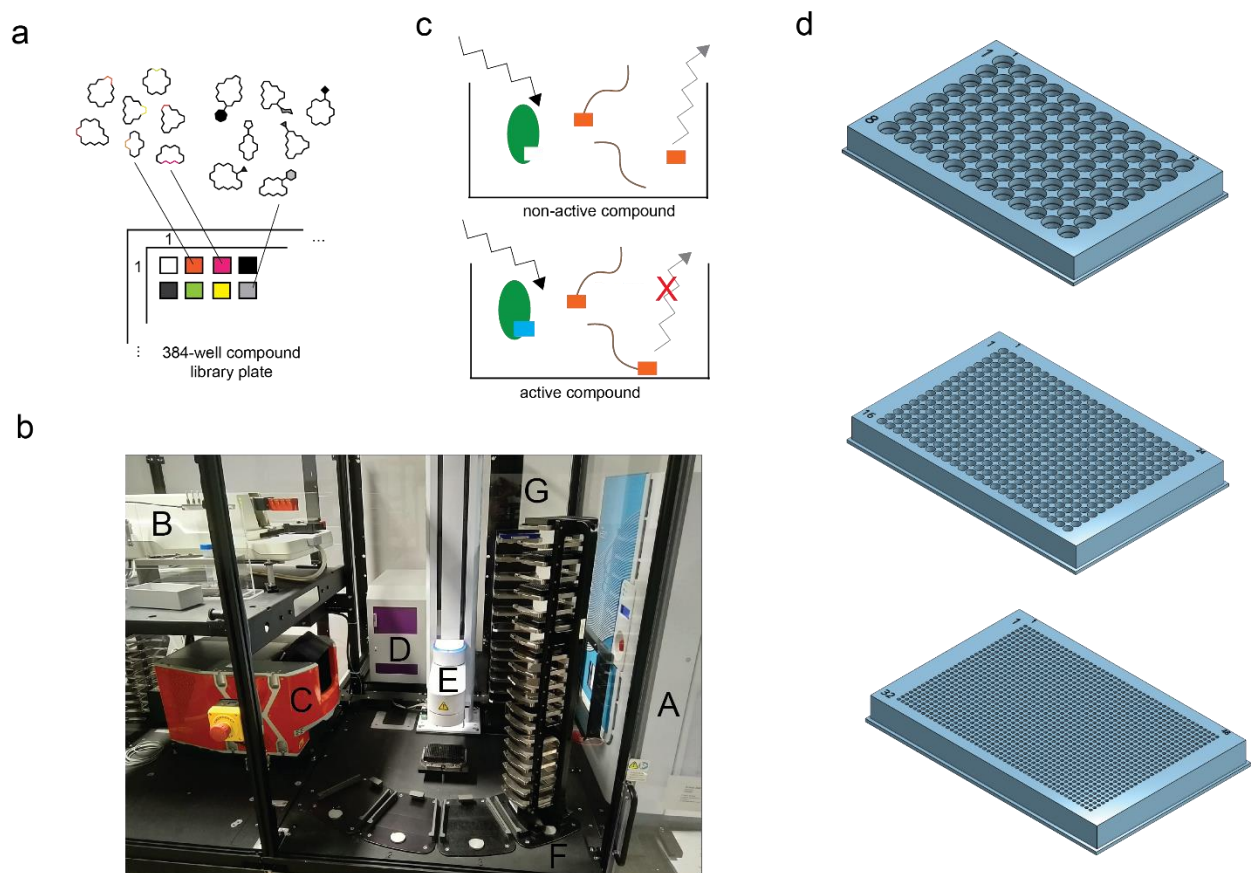 a
1
...
1
...
384-well compound
library plate
b
B
C
D
E
G
A
F
c
non-active compound
X
active compound
d
1
1
8
12
1
1
16
24
1
1
32
48